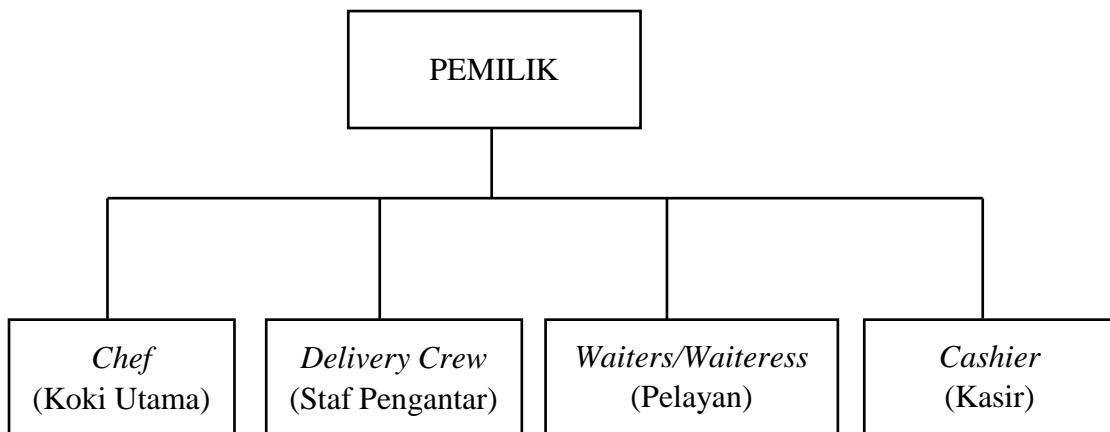 PEMILIK
Chef
(Koki Utama)
Delivery Crew
(Staf Pengantar)
Waiters/Waiteress
(Pelayan)
Cashier
(Kasir)